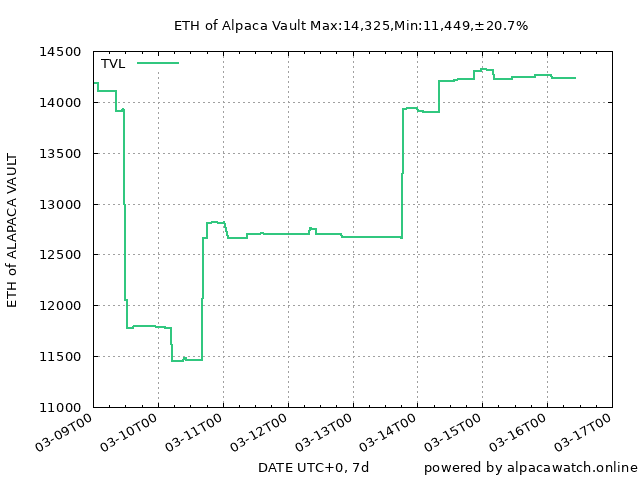 ETH of Alpaca Vault Max:14,325,Min:11,449,±20.7%
14500
TVL
14000
13500
13000
12500
12000
11500
11000
ETH of ALAPACA VAULT
03-09T00
03-10T00
03-11T00
03-12T00
03-13T00
03-14T00
03-15T00
03-16T00
03-17T00
DATE UTC+0, 7d
powered by alpacawatch.online